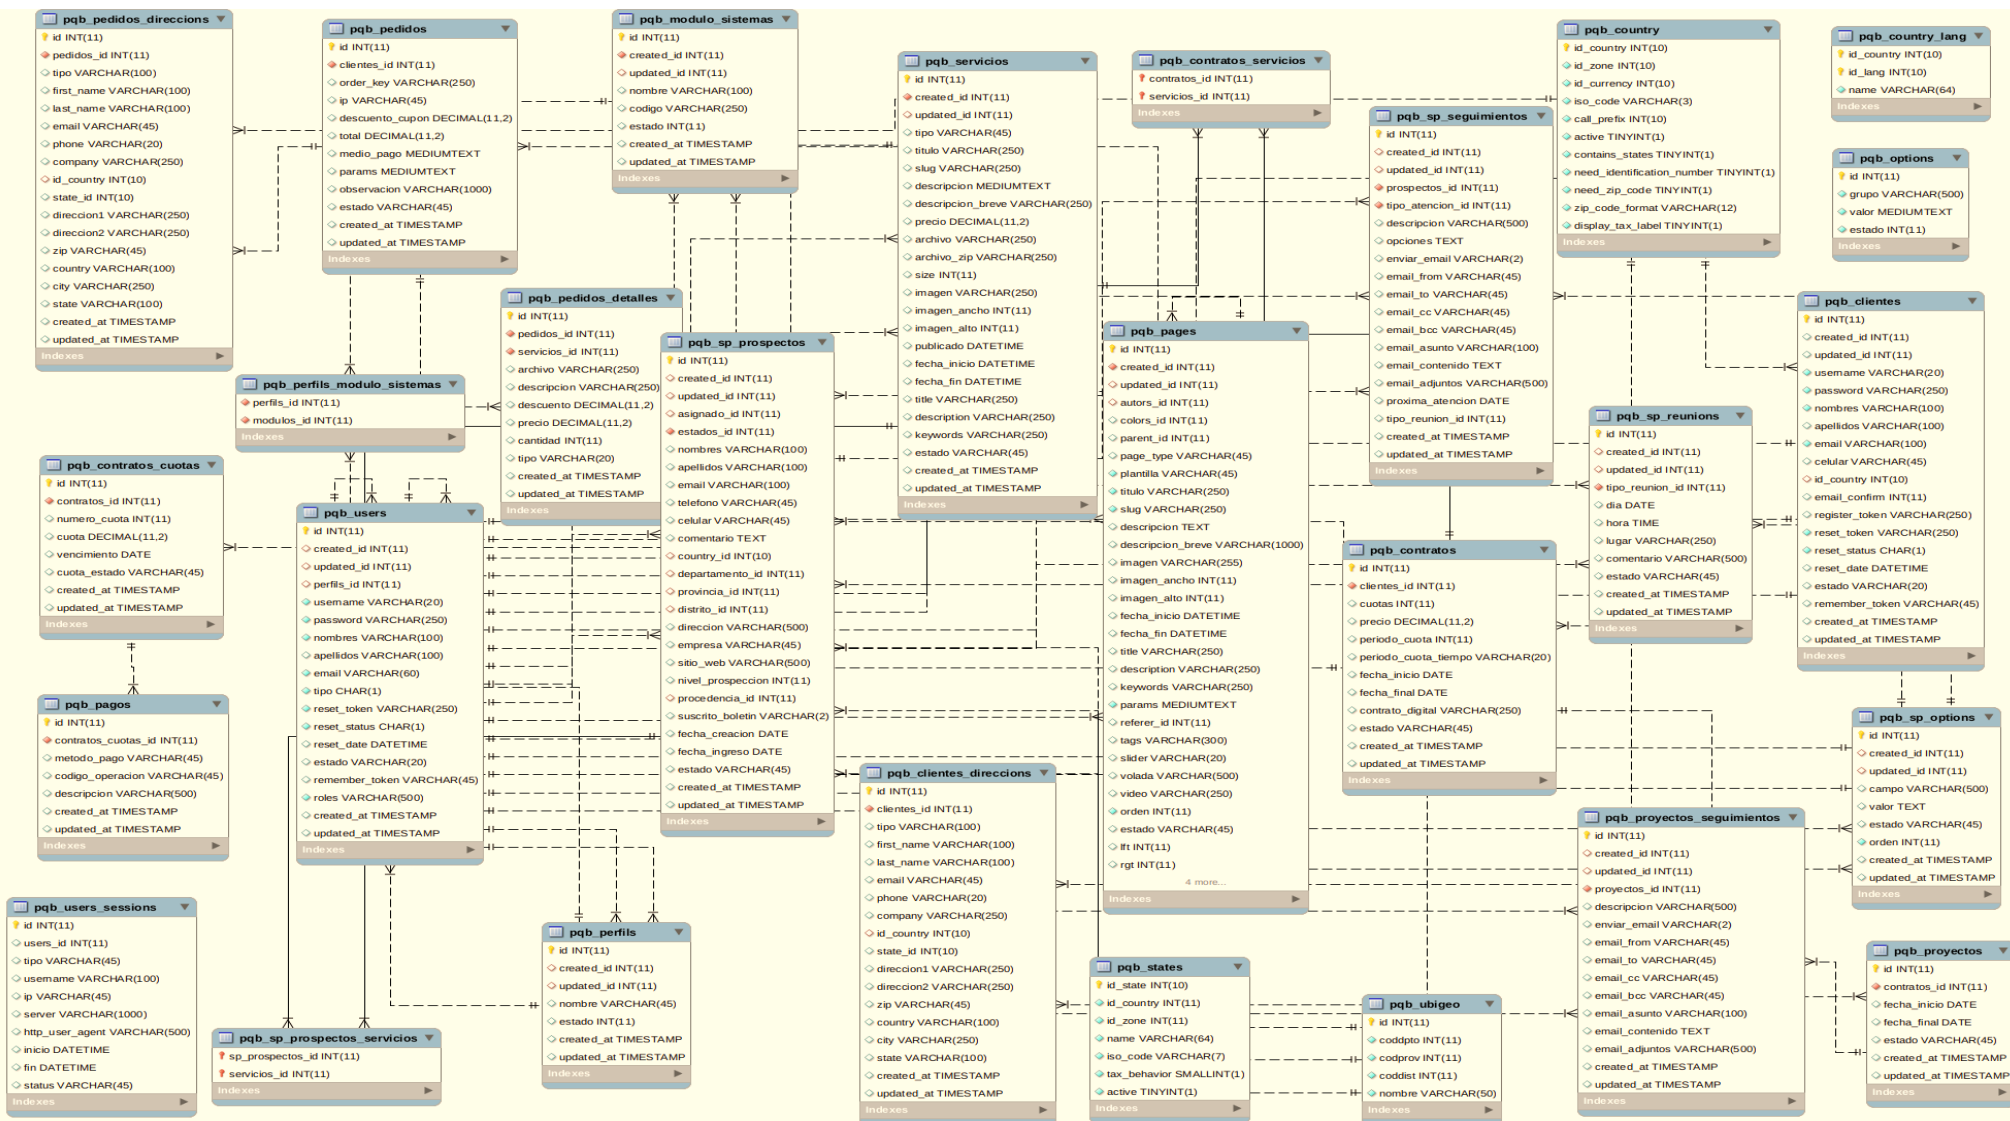 pqb_pedidos_direccions
id INT(11)
pedidos_id INT(11)
tipo VARCHAR(100)
first_name VARCHAR(100)
last_name VARCHAR(100)
email VARCHAR(45)
phone VARCHAR(20)
company VARCHAR(250)
id_country INT(10)
state_id INT(10)
direccion1 VARCHAR(250)
direccion2 VARCHAR(250)
zip VARCHAR(45)
country VARCHAR(100)
city VARCHAR(250)
state VARCHAR(100)
created_at TIMESTAMP
updated_at TIMESTAMP
Indexes
pqb_pedidos
id INT(11)
clientes_id INT(11)
order_key VARCHAR(250)
ip VARCHAR(45)
descuento_cupon DECIMAL(11,2)
total DECIMAL(11,2)
medio_pago MEDIUMTEXT
params MEDIUMTEXT
observacion VARCHAR(1000)
estado VARCHAR(45)
created_at TIMESTAMP
updated_at TIMESTAMP
Indexes
pqb_modulo_sistemas
id INT(11)
created_id INT(11)
updated_id INT(11)
nombre VARCHAR(100)
codigo VARCHAR(250)
estado INT(11)
created_at TIMESTAMP
updated_at TIMESTAMP
Indexes
pqb_servicios
id INT(11)
created_id INT(11)
updated_id INT(11)
tipo VARCHAR(45)
titulo VARCHAR(250)
slug VARCHAR(250)
descripcion MEDIUMTEXT
descripcion_breve VARCHAR(250)
precio DECIMAL(11,2)
archivo VARCHAR(250)
archivo_zip VARCHAR(250)
size INT(11)
imagen VARCHAR(250)
imagen_ancho INT(11)
imagen_alto INT(11)
publicado DATETIME
fecha_inicio DATETIME
fecha_fin DATETIME
title VARCHAR(250)
description VARCHAR(250)
keywords VARCHAR(250)
estado VARCHAR(45)
created_at TIMESTAMP
updated_at TIMESTAMP
Indexes
pqb_contratos_servicios
contratos_id INT(11)
servicios_id INT(11)
Indexes
pqb_sp_seguimientos
id INT(11)
created_id INT(11)
updated_id INT(11)
prospectos_id INT(11)
tipo_atencion_id INT(11)
descripcion VARCHAR(500)
opciones TEXT
enviar_email VARCHAR(2)
email_from VARCHAR(45)
email_to VARCHAR(45)
email_cc VARCHAR(45)
email_bcc VARCHAR(45)
email_asunto VARCHAR(100)
email_contenido TEXT
email_adjuntos VARCHAR(500)
proxima_atencion DATE
tipo_reunion_id INT(11)
created_at TIMESTAMP
updated_at TIMESTAMP
Indexes
pqb_country
id_country INT(10)
id_zone INT(10)
id_currency INT(10)
iso_code VARCHAR(3)
call_prefix INT(10)
active TINYINT(1)
contains_states TINYINT(1)
need_identification_number TINYINT(1)
need_zip_code TINYINT(1)
zip_code_format VARCHAR(12)
display_tax_label TINYINT(1)
Indexes
pqb_country_lang
id_country INT(10)
id_lang INT(10)
name VARCHAR(64)
Indexes
pqb_options
id INT(11)
grupo VARCHAR(500)
valor MEDIUMTEXT
estado INT(11)
Indexes
pqb_pedidos_detalles
id INT(11)
pedidos_id INT(11)
servicios_id INT(11)
archivo VARCHAR(250)
descripcion VARCHAR(250)
descuento DECIMAL(11,2)
precio DECIMAL(11,2)
cantidad INT(11)
tipo VARCHAR(20)
created_at TIMESTAMP
updated_at TIMESTAMP
Indexes
pqb_sp_prospectos
id INT(11)
created_id INT(11)
updated_id INT(11)
asignado_id INT(11)
estados_id INT(11)
nombres VARCHAR(100)
apellidos VARCHAR(100)
email VARCHAR(100)
telefono VARCHAR(45)
celular VARCHAR(45)
comentario TEXT
country_id INT(10)
departamento_id INT(11)
provincia_id INT(11)
distrito_id INT(11)
direccion VARCHAR(500)
empresa VARCHAR(45)
sitio_web VARCHAR(500)
nivel_prospeccion INT(11)
procedencia_id INT(11)
suscrito_boletin VARCHAR(2)
fecha_creacion DATE
fecha_ingreso DATE
estado VARCHAR(45)
created_at TIMESTAMP
updated_at TIMESTAMP
Indexes
pqb_pages
id INT(11)
created_id INT(11)
updated_id INT(11)
autors_id INT(11)
colors_id INT(11)
parent_id INT(11)
page_type VARCHAR(45)
plantilla VARCHAR(45)
titulo VARCHAR(250)
slug VARCHAR(250)
descripcion TEXT
descripcion_breve VARCHAR(1000)
imagen VARCHAR(255)
imagen_ancho INT(11)
imagen_alto INT(11)
fecha_inicio DATETIME
fecha_fin DATETIME
title VARCHAR(250)
description VARCHAR(250)
keywords VARCHAR(250)
params MEDIUMTEXT
referer_id INT(11)
tags VARCHAR(300)
slider VARCHAR(20)
volada VARCHAR(500)
video VARCHAR(250)
orden INT(11)
estado VARCHAR(45)
lft INT(11)
rgt INT(11)
4 more...
Indexes
pqb_clientes
id INT(11)
created_id INT(11)
updated_id INT(11)
username VARCHAR(20)
password VARCHAR(250)
nombres VARCHAR(100)
apellidos VARCHAR(100)
email VARCHAR(100)
celular VARCHAR(45)
id_country INT(10)
email_confirm INT(11)
register_token VARCHAR(250)
reset_token VARCHAR(250)
reset_status CHAR(1)
reset_date DATETIME
estado VARCHAR(20)
remember_token VARCHAR(45)
created_at TIMESTAMP
updated_at TIMESTAMP
Indexes
pqb_perfils_modulo_sistemas
perfils_id INT(11)
modulos_id INT(11)
Indexes
pqb_sp_reunions
id INT(11)
created_id INT(11)
updated_id INT(11)
tipo_reunion_id INT(11)
dia DATE
hora TIME
lugar VARCHAR(250)
comentario VARCHAR(500)
estado VARCHAR(45)
created_at TIMESTAMP
updated_at TIMESTAMP
Indexes
pqb_contratos_cuotas
id INT(11)
contratos_id INT(11)
numero_cuota INT(11)
cuota DECIMAL(11,2)
vencimiento DATE
cuota_estado VARCHAR(45)
created_at TIMESTAMP
updated_at TIMESTAMP
Indexes
pqb_users
id INT(11)
created_id INT(11)
updated_id INT(11)
perfils_id INT(11)
username VARCHAR(20)
password VARCHAR(250)
nombres VARCHAR(100)
apellidos VARCHAR(100)
email VARCHAR(60)
tipo CHAR(1)
reset_token VARCHAR(250)
reset_status CHAR(1)
reset_date DATETIME
estado VARCHAR(20)
remember_token VARCHAR(45)
roles VARCHAR(500)
created_at TIMESTAMP
updated_at TIMESTAMP
Indexes
pqb_contratos
id INT(11)
clientes_id INT(11)
cuotas INT(11)
precio DECIMAL(11,2)
periodo_cuota INT(11)
periodo_cuota_tiempo VARCHAR(20)
fecha_inicio DATE
fecha_final DATE
contrato_digital VARCHAR(250)
estado VARCHAR(45)
created_at TIMESTAMP
updated_at TIMESTAMP
Indexes
pqb_pagos
id INT(11)
contratos_cuotas_id INT(11)
metodo_pago VARCHAR(45)
codigo_operacion VARCHAR(45)
descripcion VARCHAR(500)
created_at TIMESTAMP
updated_at TIMESTAMP
Indexes
pqb_sp_options
id INT(11)
created_id INT(11)
updated_id INT(11)
campo VARCHAR(500)
valor TEXT
estado VARCHAR(45)
orden INT(11)
created_at TIMESTAMP
updated_at TIMESTAMP
Indexes
pqb_clientes_direccions
id INT(11)
clientes_id INT(11)
tipo VARCHAR(100)
first_name VARCHAR(100)
last_name VARCHAR(100)
email VARCHAR(45)
phone VARCHAR(20)
company VARCHAR(250)
id_country INT(10)
state_id INT(10)
direccion1 VARCHAR(250)
direccion2 VARCHAR(250)
zip VARCHAR(45)
country VARCHAR(100)
city VARCHAR(250)
state VARCHAR(100)
created_at TIMESTAMP
updated_at TIMESTAMP
Indexes
pqb_proyectos_seguimientos
id INT(11)
created_id INT(11)
updated_id INT(11)
proyectos_id INT(11)
descripcion VARCHAR(500)
enviar_email VARCHAR(2)
email_from VARCHAR(45)
email_to VARCHAR(45)
email_cc VARCHAR(45)
email_bcc VARCHAR(45)
email_asunto VARCHAR(100)
email_contenido TEXT
email_adjuntos VARCHAR(500)
created_at TIMESTAMP
updated_at TIMESTAMP
Indexes
pqb_users_sessions
id INT(11)
users_id INT(11)
tipo VARCHAR(45)
username VARCHAR(100)
ip VARCHAR(45)
server VARCHAR(1000)
http_user_agent VARCHAR(500)
inicio DATETIME
fin DATETIME
status VARCHAR(45)
Indexes
pqb_perfils
id INT(11)
created_id INT(11)
updated_id INT(11)
nombre VARCHAR(45)
estado INT(11)
created_at TIMESTAMP
updated_at TIMESTAMP
Indexes
pqb_proyectos
id INT(11)
contratos_id INT(11)
fecha_inicio DATE
fecha_final DATE
estado VARCHAR(45)
created_at TIMESTAMP
updated_at TIMESTAMP
Indexes
pqb_states
id_state INT(10)
id_country INT(11)
id_zone INT(11)
name VARCHAR(64)
iso_code VARCHAR(7)
tax_behavior SMALLINT(1)
active TINYINT(1)
Indexes
pqb_ubigeo
id INT(11)
coddpto INT(11)
codprov INT(11)
coddist INT(11)
nombre VARCHAR(50)
Indexes
pqb_sp_prospectos_servicios
sp_prospectos_id INT(11)
servicios_id INT(11)
Indexes